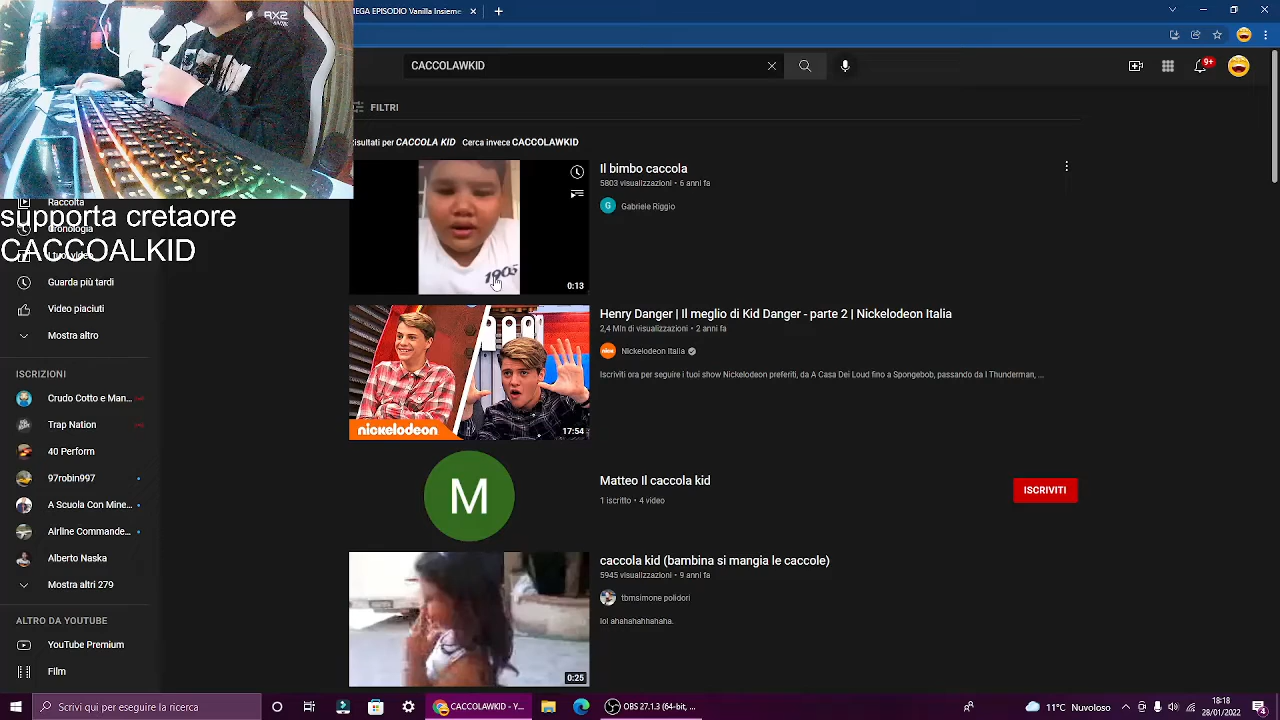 MEGA EPISODIO Vanilla Insieme
CACCOLAWKID
9+
FILTRI
Risultati per CACCOLA KID Cerca invece CACCOLAWKID
Il bimbo caccola
5803 visualizzazioni • 6 anni fa
G Gabriele Riggio
1905
0:13
Raccolta
supporta cretaore
Cronologia
CACCOALKID
Guarda più tardi
Video piaciuti
Mostra altro
ISCRIZIONI
Crudo Cotto e Man...
Trap Nation
40 Perform
97robin997
A Scuola Con Mine...
Airline Commande...
Alberto Naska
Mostra altri 279
ALTRO DA YOUTUBE
YouTube Premium
Film
Henry Danger | Il meglio di Kid Danger - parte 2 | Nickelodeon Italia
2,4 Mln di visualizzazioni • 2 anni fa
nick Nickelodeon Italia
Iscriviti ora per seguire i tuoi show Nickelodeon preferiti, da A Casa Dei Loud fino a Spongebob, passando da I Thunderman, ...
nickelodeon
17:54
M
Matteo Il caccola kid
1 iscritto • 4 video
ISCRIVITI
caccola kid (bambina si mangia le caccole)
5945 visualizzazioni • 9 anni fa
tbmsimone polidori
lol ahahahahahaha.
0:25
Scrivi qui per eseguire la ricerca
CACCOLAWKID - Y...
OBS 27.1.3 (64-bit, ...
11°C Nuvoloso
18:18
28/01/2022